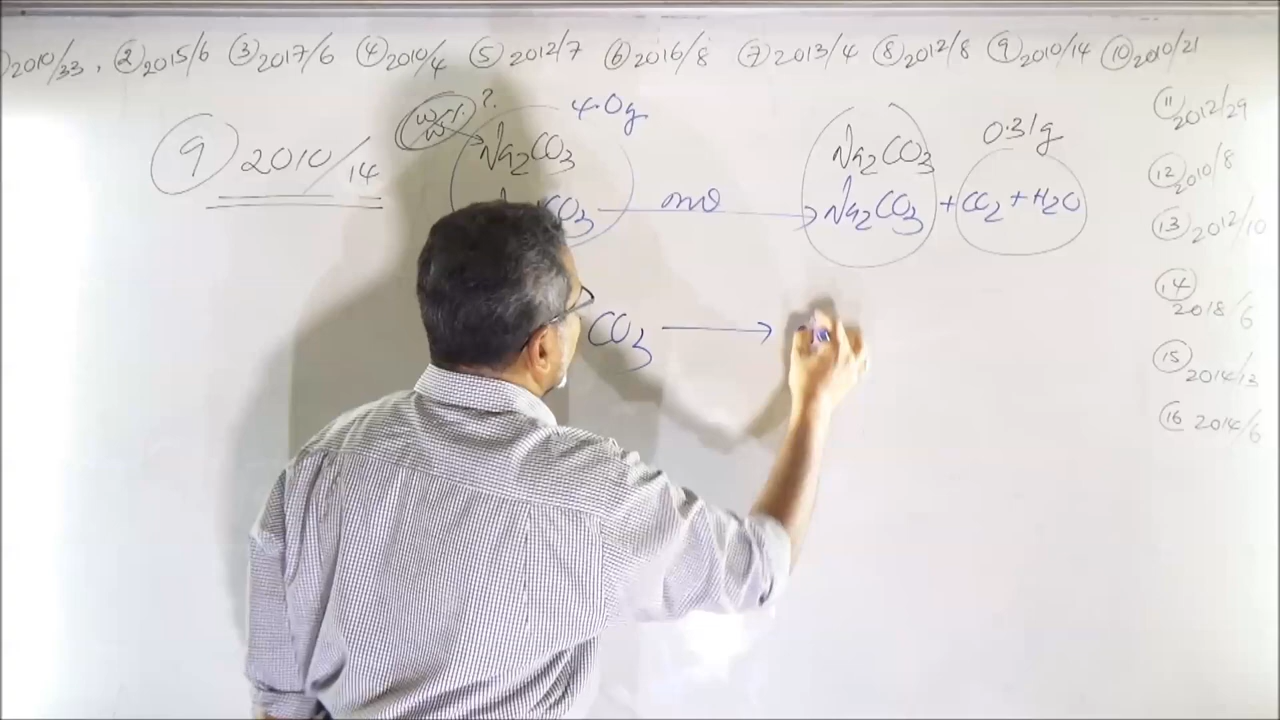 2010/33, ② 2015/6 ③ 2017/6 ④ 2010/4 ⑤ 2012/7 ⑥ 2016/8 ⑦ 2013/4 ⑧ 2012/8 ⑨ 2010/14 ⑩ 2010/21
⑪ 2012/29
⑫ 2010/8
⑬ 2012/10
⑭ 2018/6
⑮ 2014/13
⑯ 2014/6
⑨ 2010/14
w/w % ? 4.0g
Na₂CO₃
CO₃ → Na₂CO₃ + CO₂ + H₂O
Na₂CO₃ 0.31g
CO₃ →